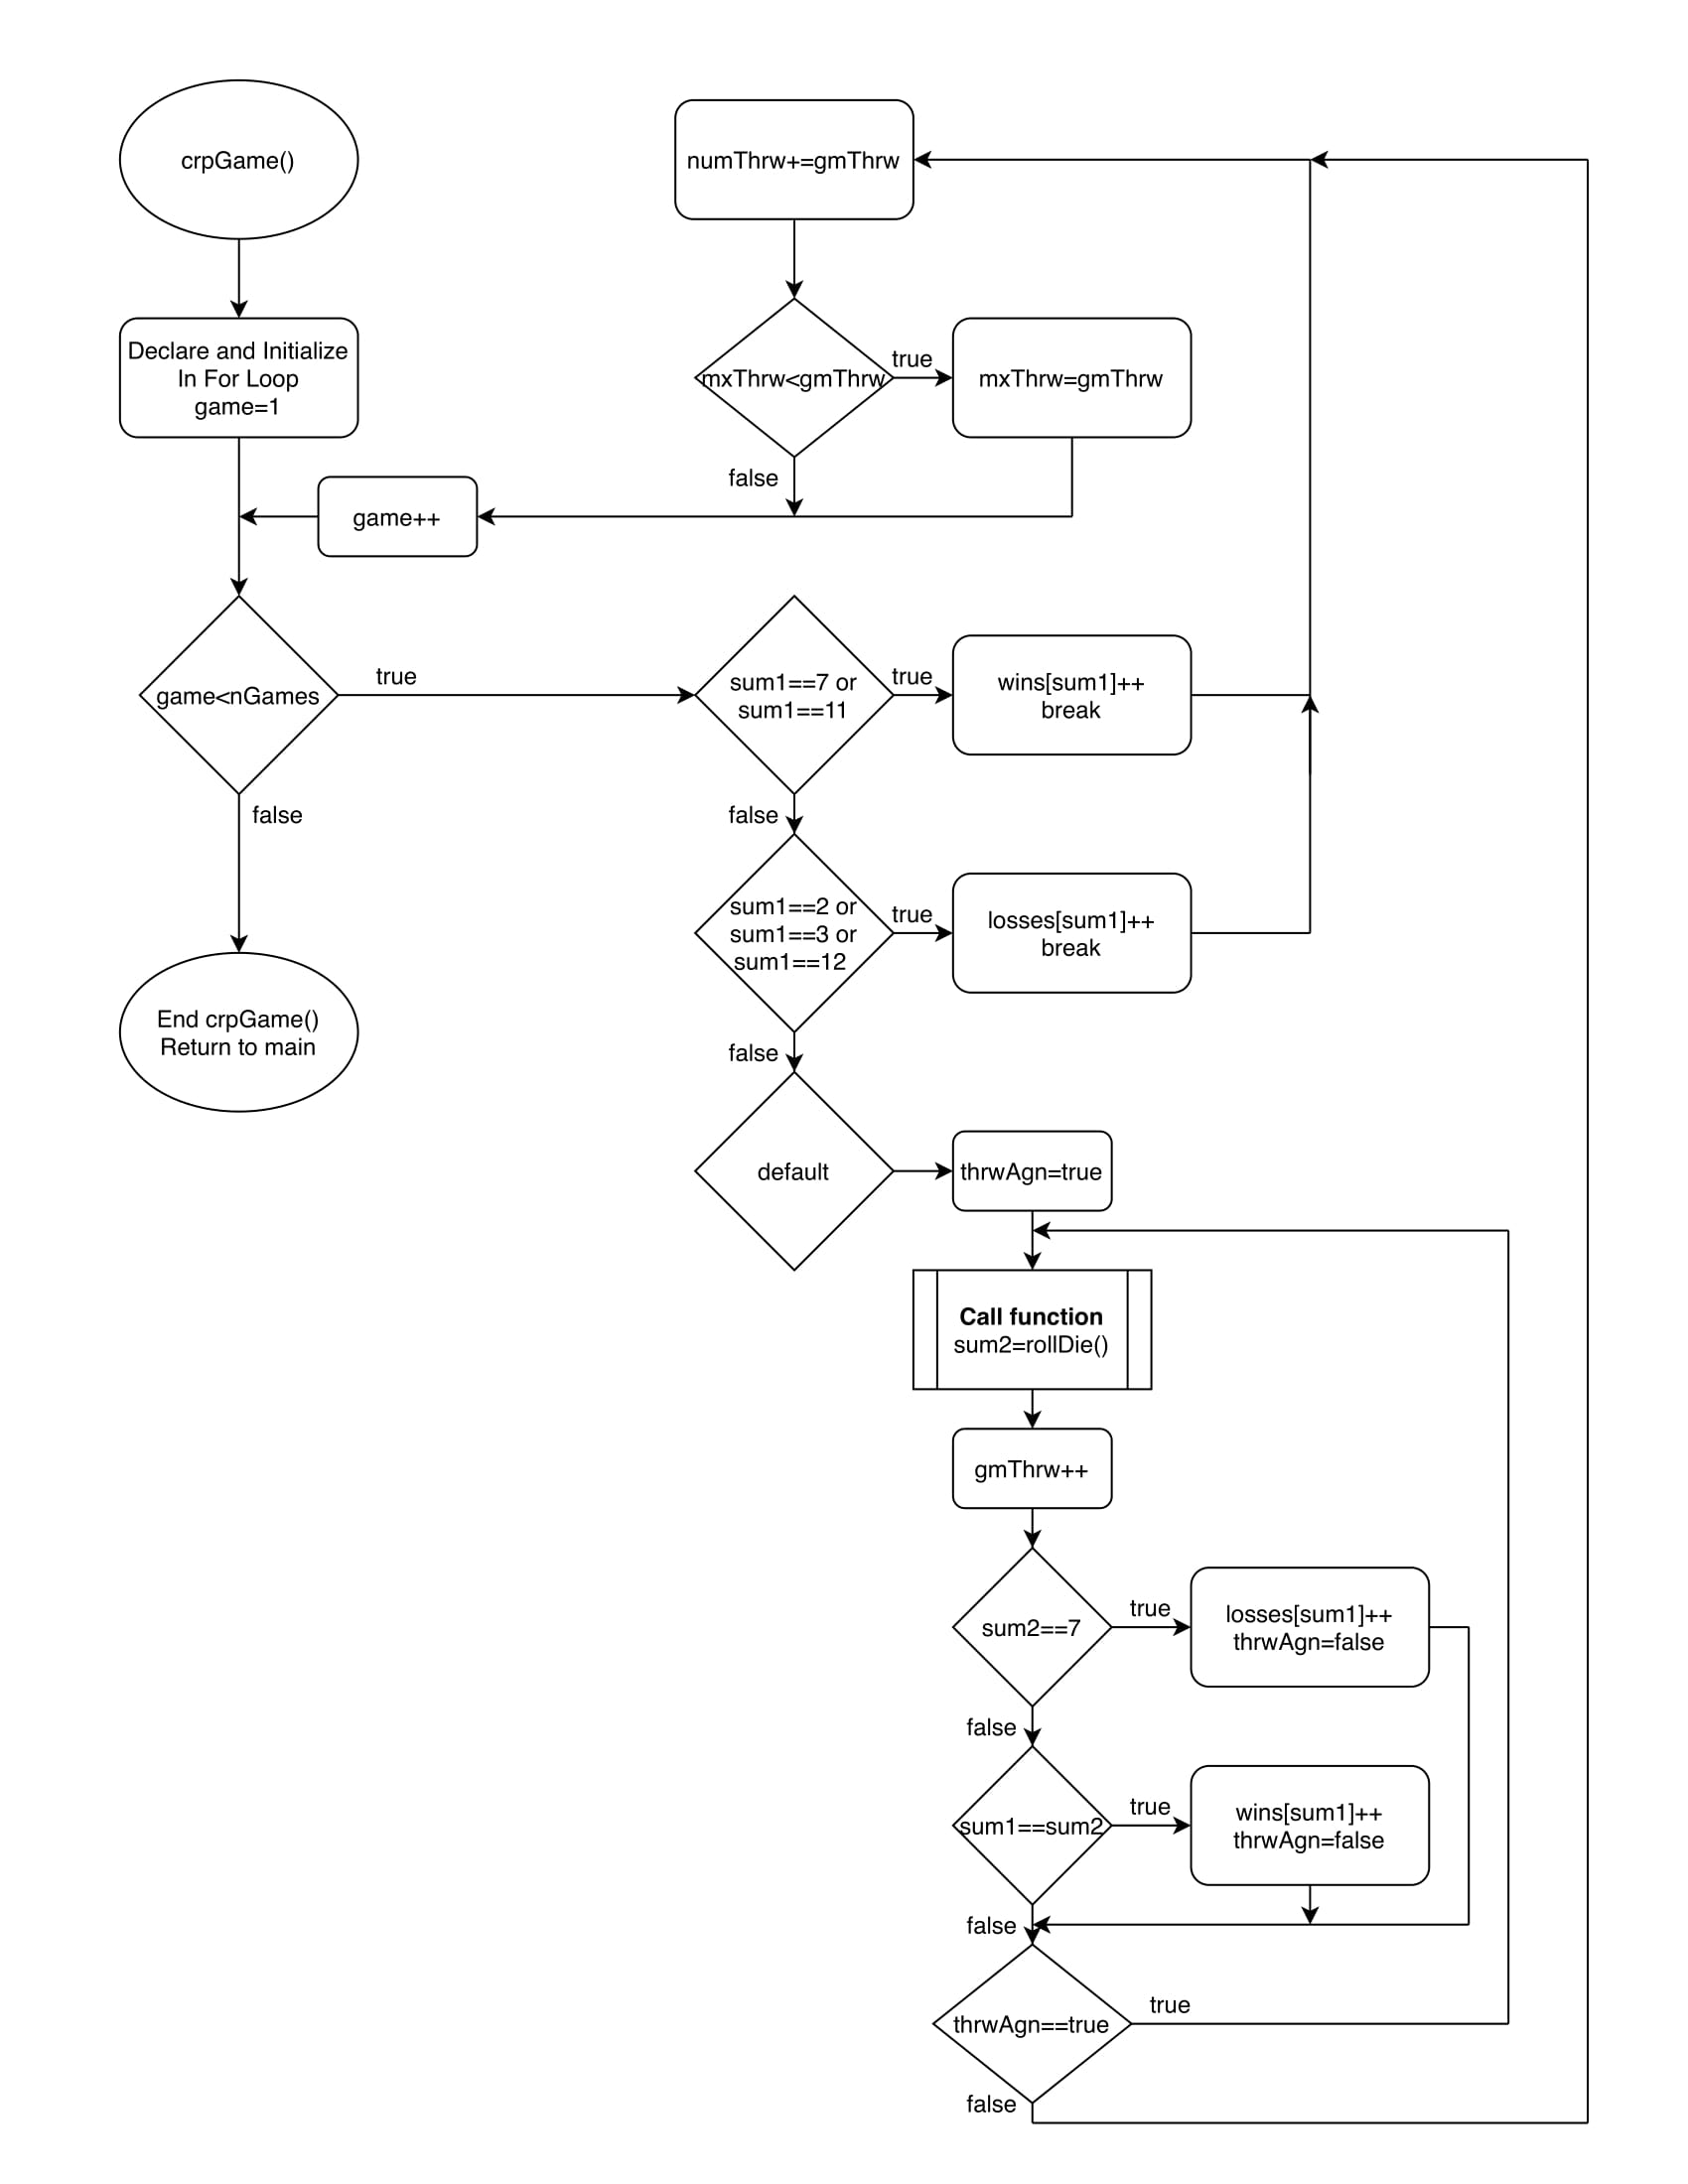 crpGame()
Declare and Initialize
In For Loop
game=1
game++
game<nGames
true
false
End crpGame()
Return to main
numThrw+=gmThrw
mxThrw<gmThrw
true
mxThrw=gmThrw
false
sum1==7 or
sum1==11
true
wins[sum1]++
break
false
sum1==2 or
sum1==3 or
sum1==12
true
losses[sum1]++
break
false
default
thrwAgn=true
Call function
sum2=rollDie()
gmThrw++
sum2==7
true
losses[sum1]++
thrwAgn=false
false
sum1==sum2
true
wins[sum1]++
thrwAgn=false
false
thrwAgn==true
true
false